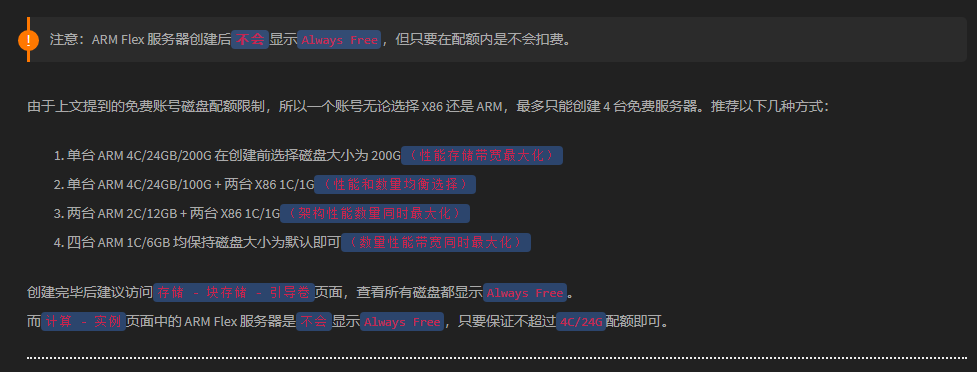 注意：ARM Flex 服务器创建后不会显示Always Free，但只要在配额内是不会扣费。
由于上文提到的免费账号磁盘配额限制，所以一个账号无论选择 X86 还是 ARM，最多只能创建 4 台免费服务器。推荐以下几种方式：
1. 单台 ARM 4C/24GB/200G 在创建前选择磁盘大小为 200G（性能存储带宽最大化）
2. 单台 ARM 4C/24GB/100G + 两台 X86 1C/1G（性能和数量均衡选择）
3. 两台 ARM 2C/12GB + 两台 X86 1C/1G（架构性能数量同时最大化）
4. 四台 ARM 1C/6GB 均保持磁盘大小为默认即可（数量性能带宽同时最大化）
创建完毕后建议访问存储 - 块存储 - 引导卷页面，查看所有磁盘都显示Always Free。
而计算 - 实例页面中的 ARM Flex 服务器是不会显示Always Free，只要保证不超过4C/24G配额即可。